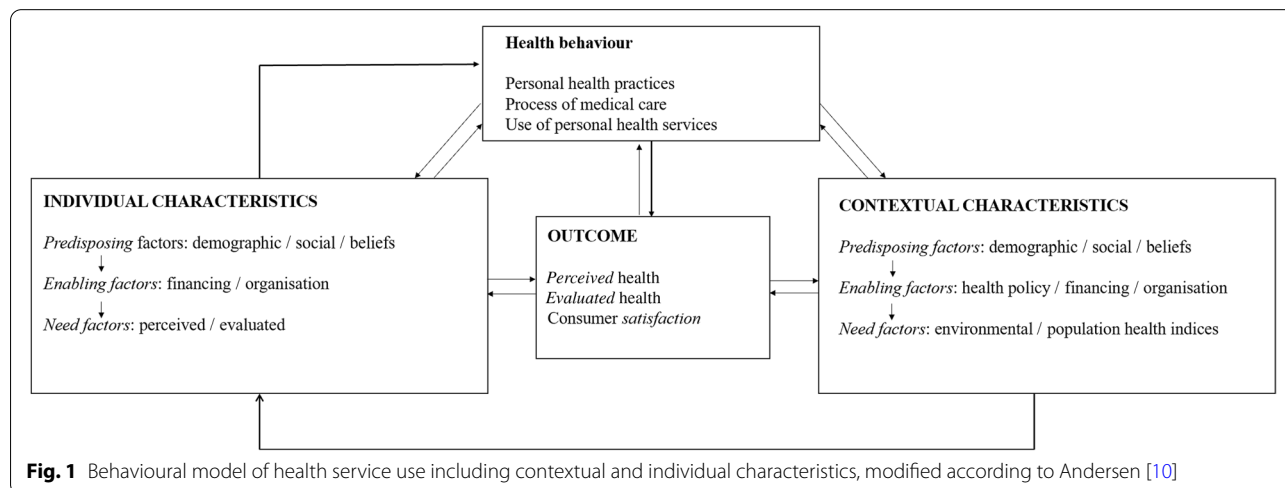 Health behaviour
Personal health practices
Process of medical care
Use of personal health services
INDIVIDUAL CHARACTERISTICS
Predisposing factors: demographic / social / beliefs
Enabling factors: financing / organisation
Need factors: perceived / evaluated
OUTCOME
Perceived health
Evaluated health
Consumer satisfaction
CONTEXTUAL CHARACTERISTICS
Predisposing factors: demographic / social / beliefs
Enabling factors: health policy / financing / organisation
Need factors: environmental / population health indices
Fig. 1 Behavioural model of health service use including contextual and individual characteristics, modified according to Andersen [10]